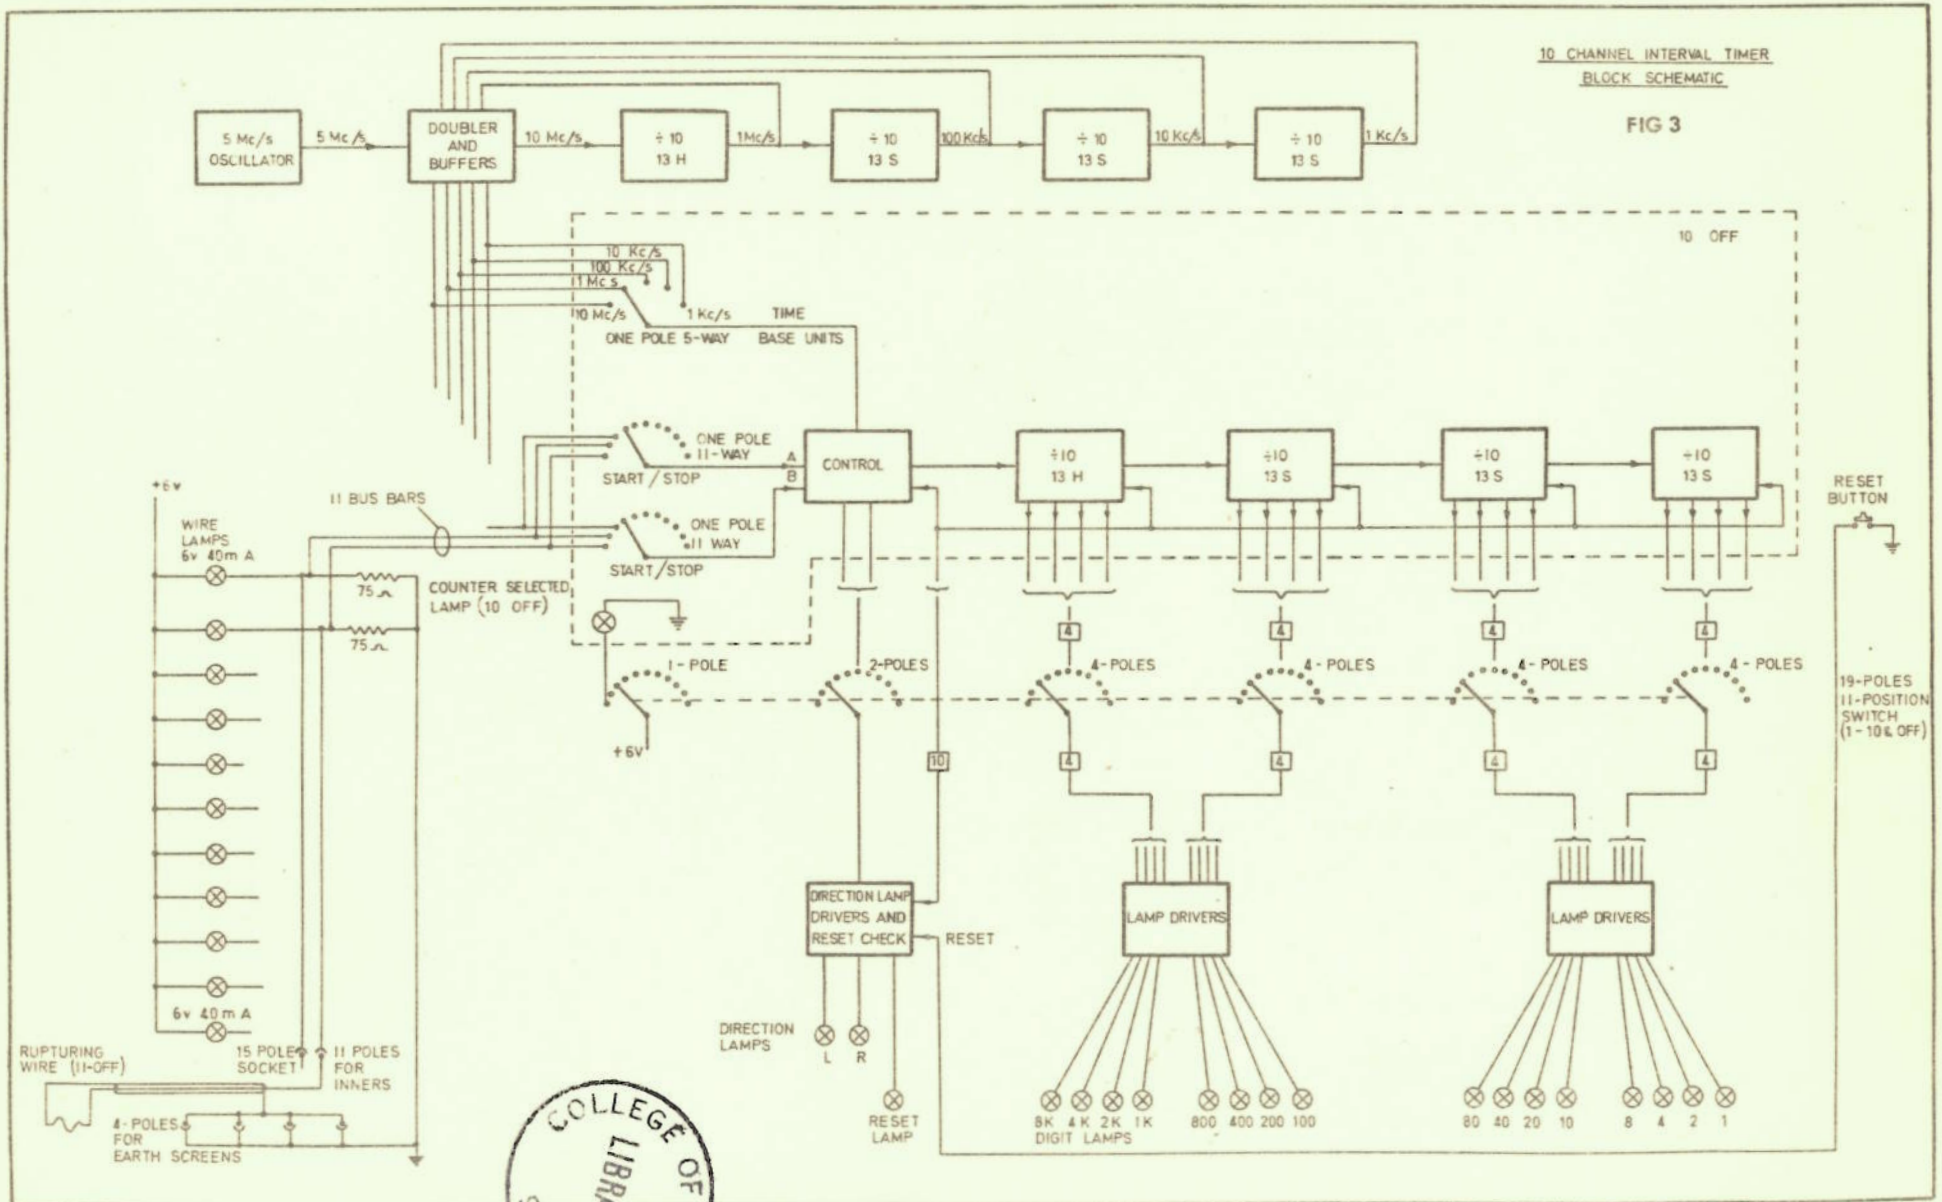 10 CHANNEL INTERVAL TIMER
BLOCK SCHEMATIC
FIG 3
5 Mc/s
OSCILLATOR
5 Mc/s
DOUBLER
AND
BUFFERS
10 Mc/s
÷ 10
13 H
1Mc/s
÷ 10
13 S
100Kc/s
÷ 10
13 S
10 Kc/s
÷ 10
13 S
1 Kc/s
10 OFF
10 Kc/s
100 Kc/s
1 Mc s
10 Mc/s
1 Kc/s
ONE POLE 5-WAY
TIME
BASE UNITS
ONE POLE
11-WAY
START/STOP
A
B
CONTROL
÷10
13 H
÷10
13 S
÷10
13 S
÷10
13 S
RESET
BUTTON
ONE POLE
11 WAY
START/STOP
+6v
11 BUS BARS
WIRE
LAMPS
6v 40m A
75Ω
75Ω
COUNTER SELECTED
LAMP (10 OFF)
4
4
4
4
1-POLE
2-POLES
4-POLES
4-POLES
4-POLES
4-POLES
19-POLES
11-POSITION
SWITCH
(1-10& OFF)
+6V
10
4
4
4
4
DIRECTION LAMP
DRIVERS AND
RESET CHECK
RESET
LAMP DRIVERS
LAMP DRIVERS
6v 40m A
DIRECTION
LAMPS
L
R
RUPTURING
WIRE (11-OFF)
15 POLE
SOCKET
11 POLES
FOR
INNERS
4-POLES
FOR
EARTH SCREENS
RESET
LAMP
8K 4K 2K 1K 800 400 200 100
DIGIT LAMPS
80 40 20 10 8 4 2 1
COLLEGE OF